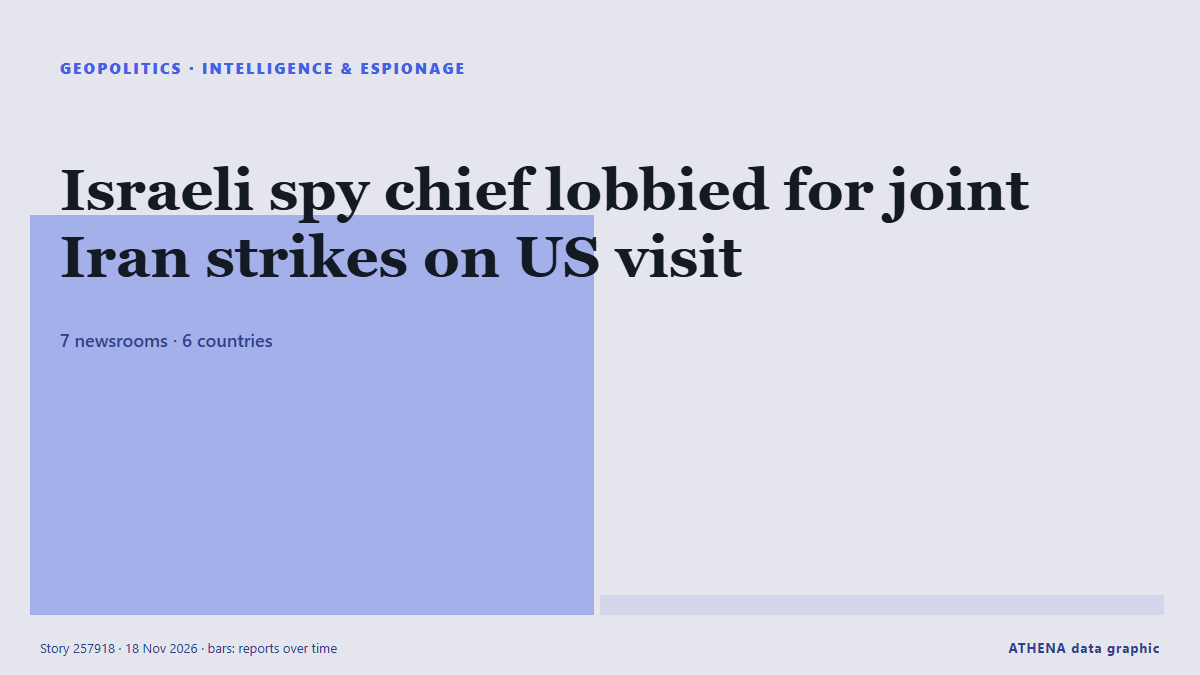 GEOPOLITICS · INTELLIGENCE & ESPIONAGE
Israeli spy chief lobbied for joint
Iran strikes on US visit
7 newsrooms · 6 countries
Story 257918 · 18 Nov 2026 · bars: reports over time
ATHENA data graphic